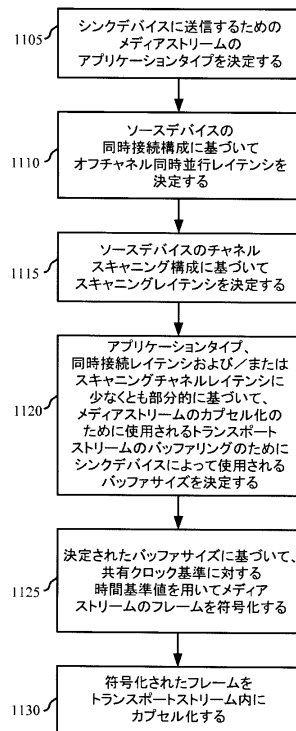 1105
シンクデバイスに送信するための
メディアストリームの
アプリケーションタイプを決定する
1110
ソースデバイスの
同時接続構成に基づいて
オフチャネル同時並行レイテンシを
決定する
1115
ソースデバイスのチャネル
スキャニング構成に基づいて
スキャニングレイテンシを決定する
1120
アプリケーションタイプ、
同時接続レイテンシおよび/または
スキャニングチャネルレイテンシに
少なくとも部分的に基づいて、
メディアストリームのカプセル化の
ために使用されるトランスポート
ストリームのバッファリングのために
シンクデバイスによって使用される
バッファサイズを決定する
1125
決定されたバッファサイズに基づいて、
共有クロック基準に対する
時間基準値を用いてメディア
ストリームのフレームを符号化する
1130
符号化されたフレームを
トランスポートストリーム内に
カプセル化する